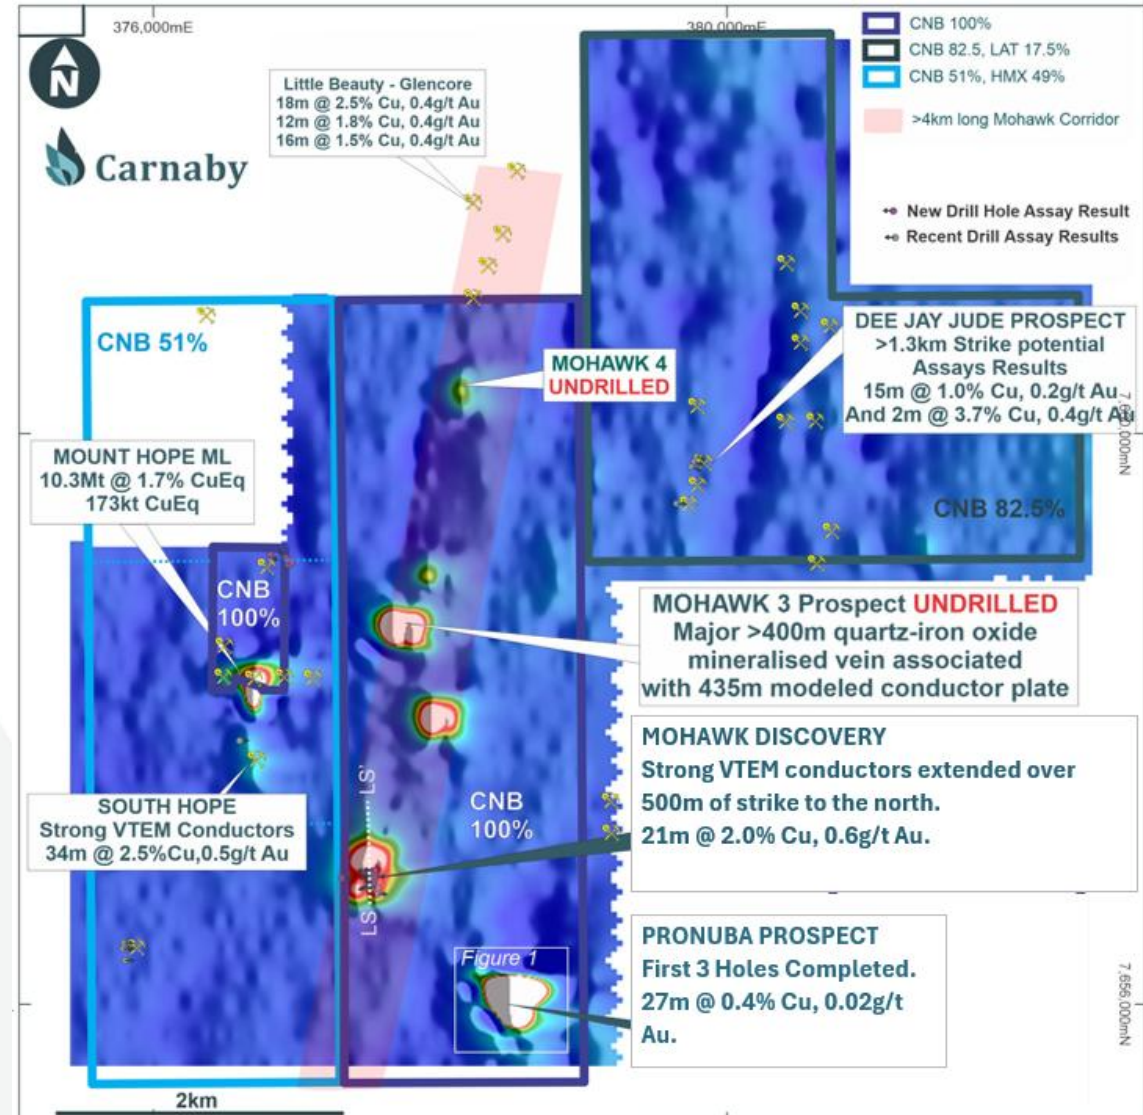 376,000mE
380,000mE
N
Carnaby
CNB 100%
CNB 82.5, LAT 17.5%
CNB 51%, HMX 49%
>4km long Mohawk Corridor
New Drill Hole Assay Result
Recent Drill Assay Results
Little Beauty - Glencore
18m @ 2.5% Cu, 0.4g/t Au
12m @ 1.8% Cu, 0.4g/t Au
16m @ 1.5% Cu, 0.4g/t Au
CNB 51%
MOHAWK 4
UNDRILLED
DEE JAY JUDE PROSPECT
>1.3km Strike potential
Assays Results
15m @ 1.0% Cu, 0.2g/t Au
And 2m @ 3.7% Cu, 0.4g/t Au
MOUNT HOPE ML
10.3Mt @ 1.7% CuEq
173kt CuEq
CNB 82.5%
CNB
100%
MOHAWK 3 Prospect UNDRILLED
Major >400m quartz-iron oxide
mineralised vein associated
with 435m modeled conductor plate
MOHAWK DISCOVERY
Strong VTEM conductors extended over
500m of strike to the north.
21m @ 2.0% Cu, 0.6g/t Au.
LS'
CNB
100%
SOUTH HOPE
Strong VTEM Conductors
34m @ 2.5%Cu,0.5g/t Au
LS
PRONUBA PROSPECT
First 3 Holes Completed.
27m @ 0.4% Cu, 0.02g/t
Au.
Figure 1
7,656,000mN
2km